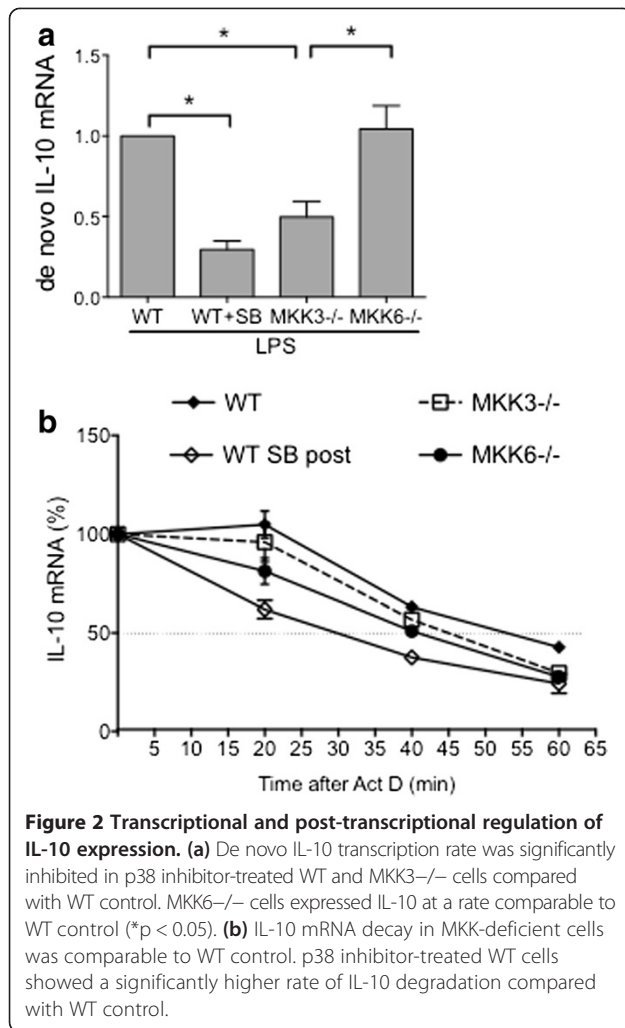 a
* * *
de novo IL-10 mRNA
1.5
1.0
0.5
0.0
WT WT+SB MKK3-/- MKK6-/-
LPS
b
WT MKK3-/-
WT SB post MKK6-/-
IL-10 mRNA (%)
150
100
50
0
5 10 15 20 25 30 35 40 45 50 55 60 65
Time after Act D (min)
Figure 2 Transcriptional and post-transcriptional regulation of
IL-10 expression. (a) De novo IL-10 transcription rate was significantly
inhibited in p38 inhibitor-treated WT and MKK3−/− cells compared
with WT control. MKK6−/− cells expressed IL-10 at a rate comparable to
WT control (*p < 0.05). (b) IL-10 mRNA decay in MKK-deficient cells
was comparable to WT control. p38 inhibitor-treated WT cells
showed a significantly higher rate of IL-10 degradation compared
with WT control.